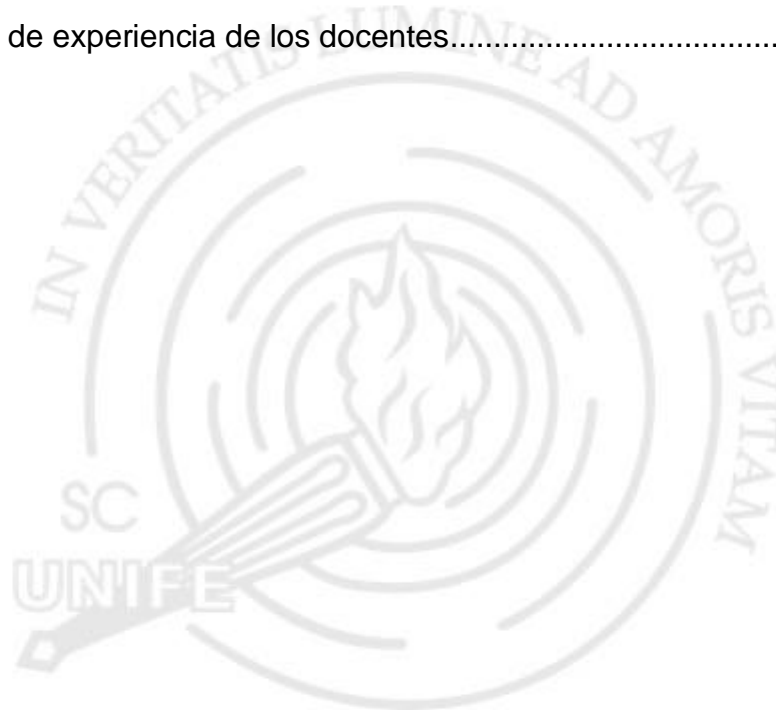 de experiencia de los docentes.....................................
IN VERITATIS LUMINE AD AMORIS VITAM
SC
UNIFE